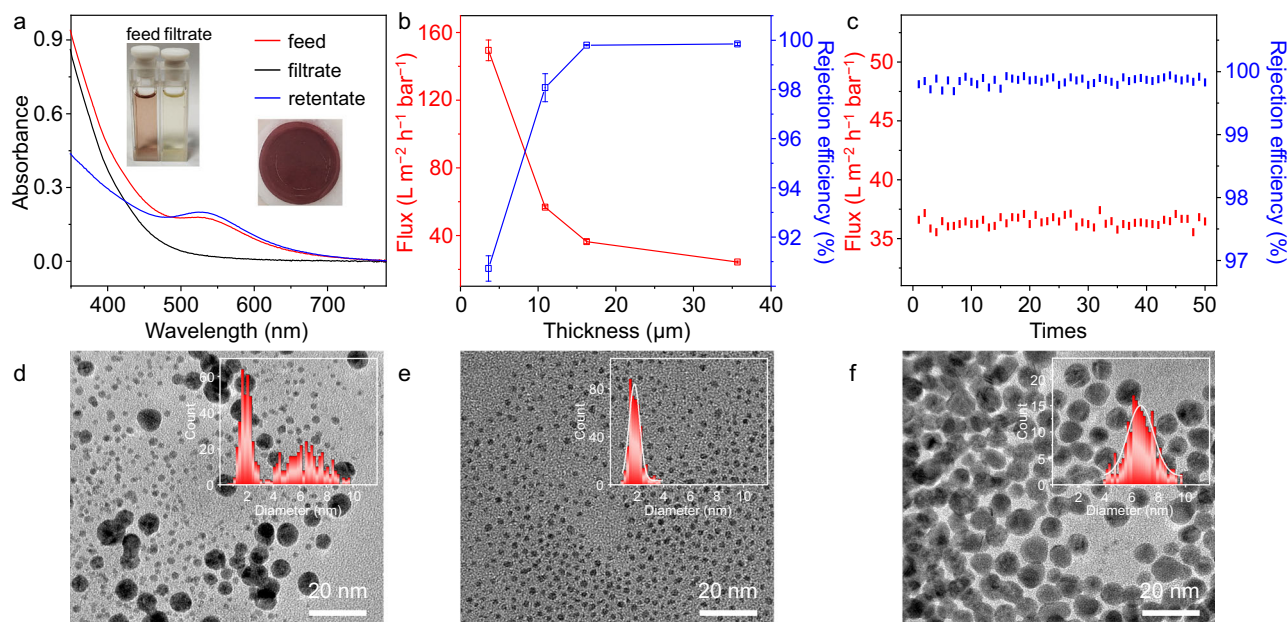 a
0.9
0.6
0.3
0.0
Absorbance
400
500
600
700
Wavelength (nm)
feed filtrate
feed
filtrate
retentate
b
160
120
80
40
Flux (L m⁻² h⁻¹ bar⁻¹)
0
10
20
30
40
Thickness (μm)
100
98
96
94
92
91
Rejection efficiency (%)
c
50
45
40
35
Flux (L m⁻² h⁻¹ bar⁻¹)
0
10
20
30
40
50
Times
100
99
98
97
Rejection efficiency (%)
d
60
40
20
0
Count
2
4
6
8
10
Diameter (nm)
20 nm
e
80
40
0
Count
2
4
6
8
10
Diameter (nm)
20 nm
f
20
15
10
5
0
Count
2
4
6
8
10
Diameter (nm)
20 nm